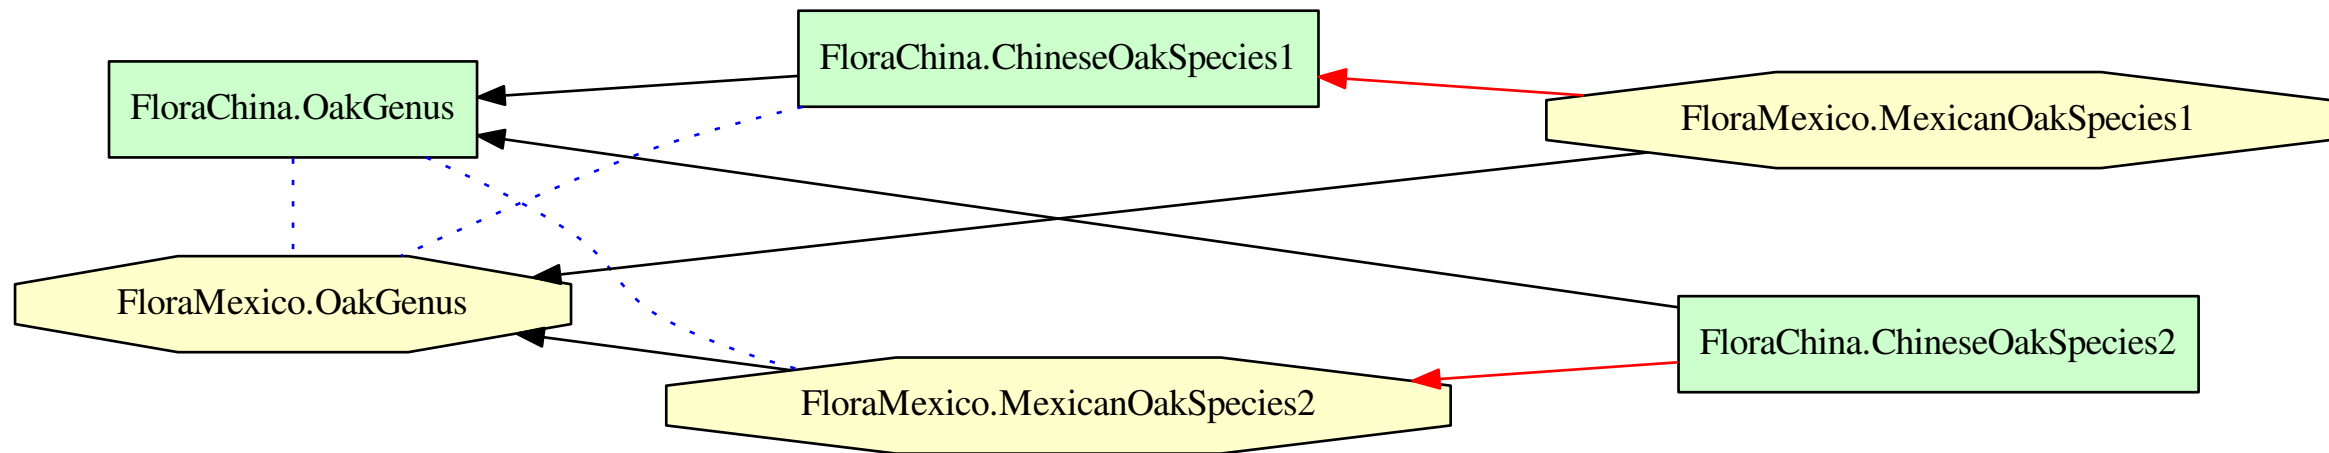 FloraChina.ChineseOakSpecies1
FloraChina.OakGenus
FloraMexico.MexicanOakSpecies1
FloraMexico.OakGenus
FloraChina.ChineseOakSpecies2
FloraMexico.MexicanOakSpecies2